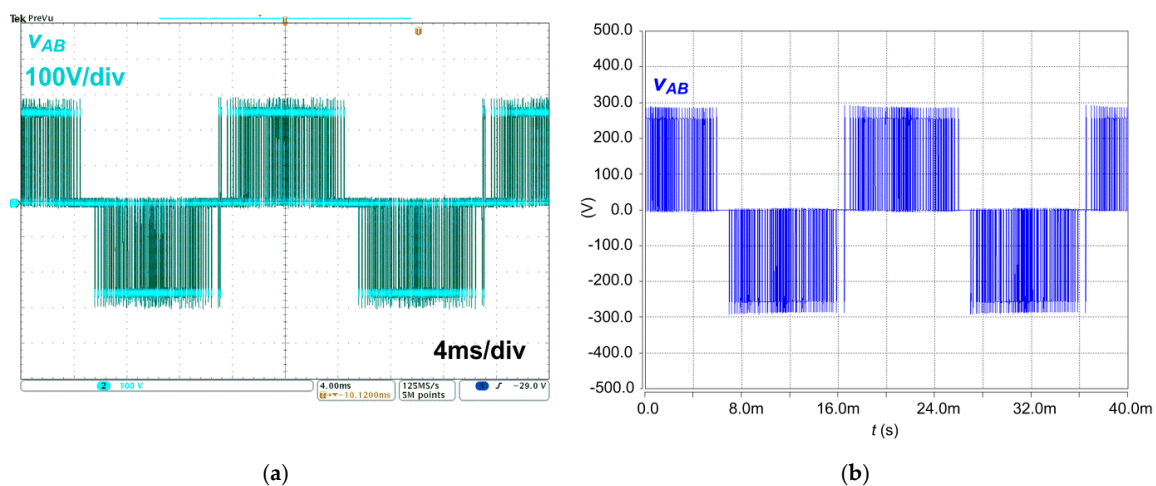 Tek PreVu
vAB
100V/div
4ms/div
2 100 V
4.00ms
−10.1200ms
125MS/s
5M points
1
−29.0 V
(a)
500.0
400.0
300.0
200.0
100.0
0.0
-100.0
-200.0
-300.0
-400.0
-500.0
(V)
vAB
0.0 8.0m 16.0m 24.0m 32.0m 40.0m
t (s)
(b)